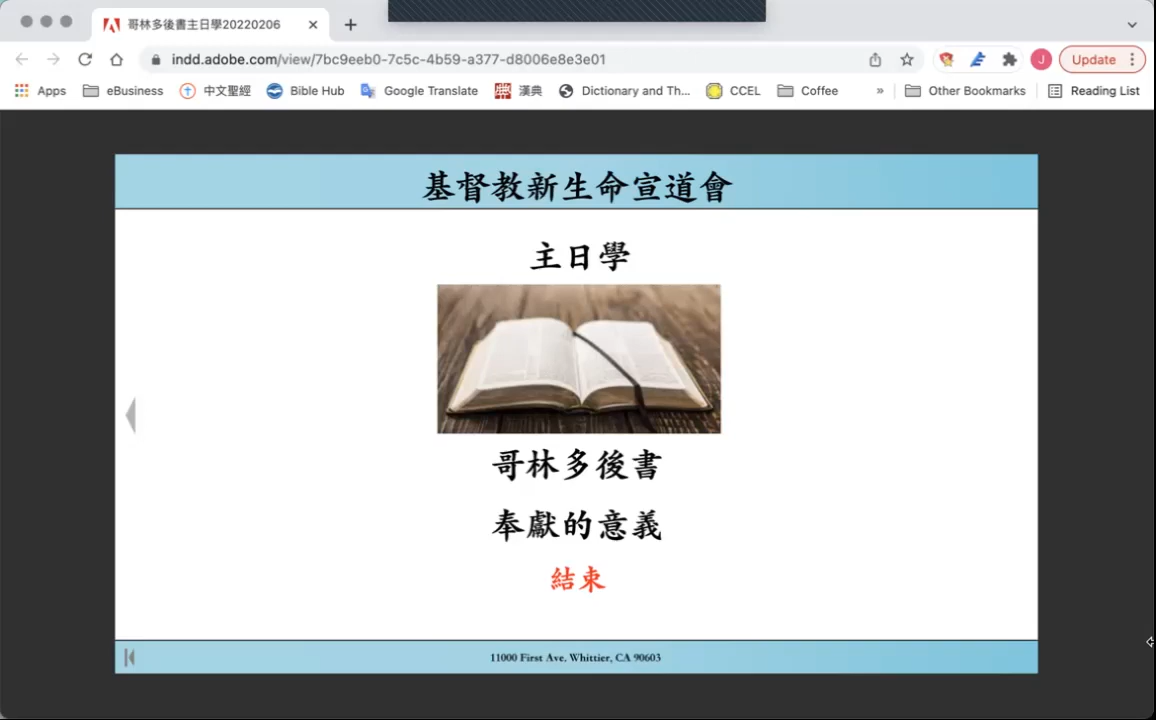 哥林多後書主日學20220206
indd.adobe.com/view/7bc9eeb0-7c5c-4b59-a377-d8006e8e3e01
J
Update
Apps
eBusiness
中文聖經
Bible Hub
Google Translate
漢典
Dictionary and Th...
CCEL
Coffee
»
Other Bookmarks
Reading List
基督教新生命宣道會
主日學
哥林多後書
奉獻的意義
結束
11000 First Ave. Whittier, CA 90603